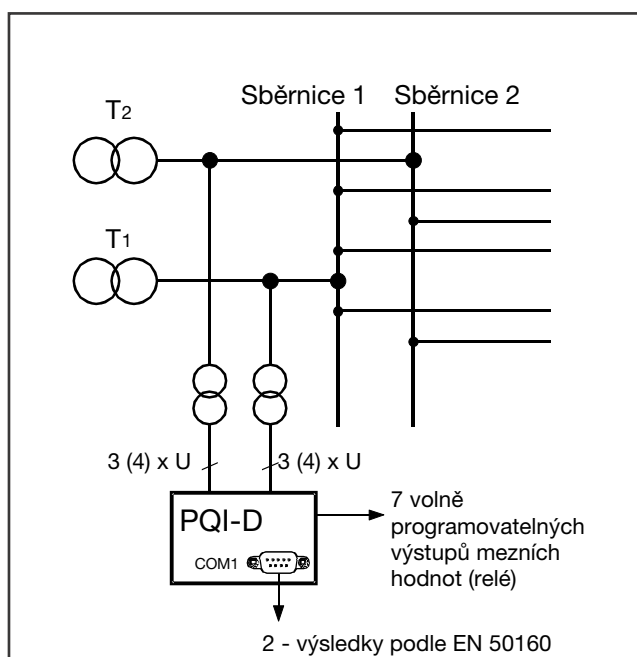 Sběrnice 1 Sběrnice 2
T2
T1
3 (4) x U 3 (4) x U
PQI-D
COM1
7 volně
programovatelných
výstupů mezních
hodnot (relé)
2 - výsledky podle EN 50160